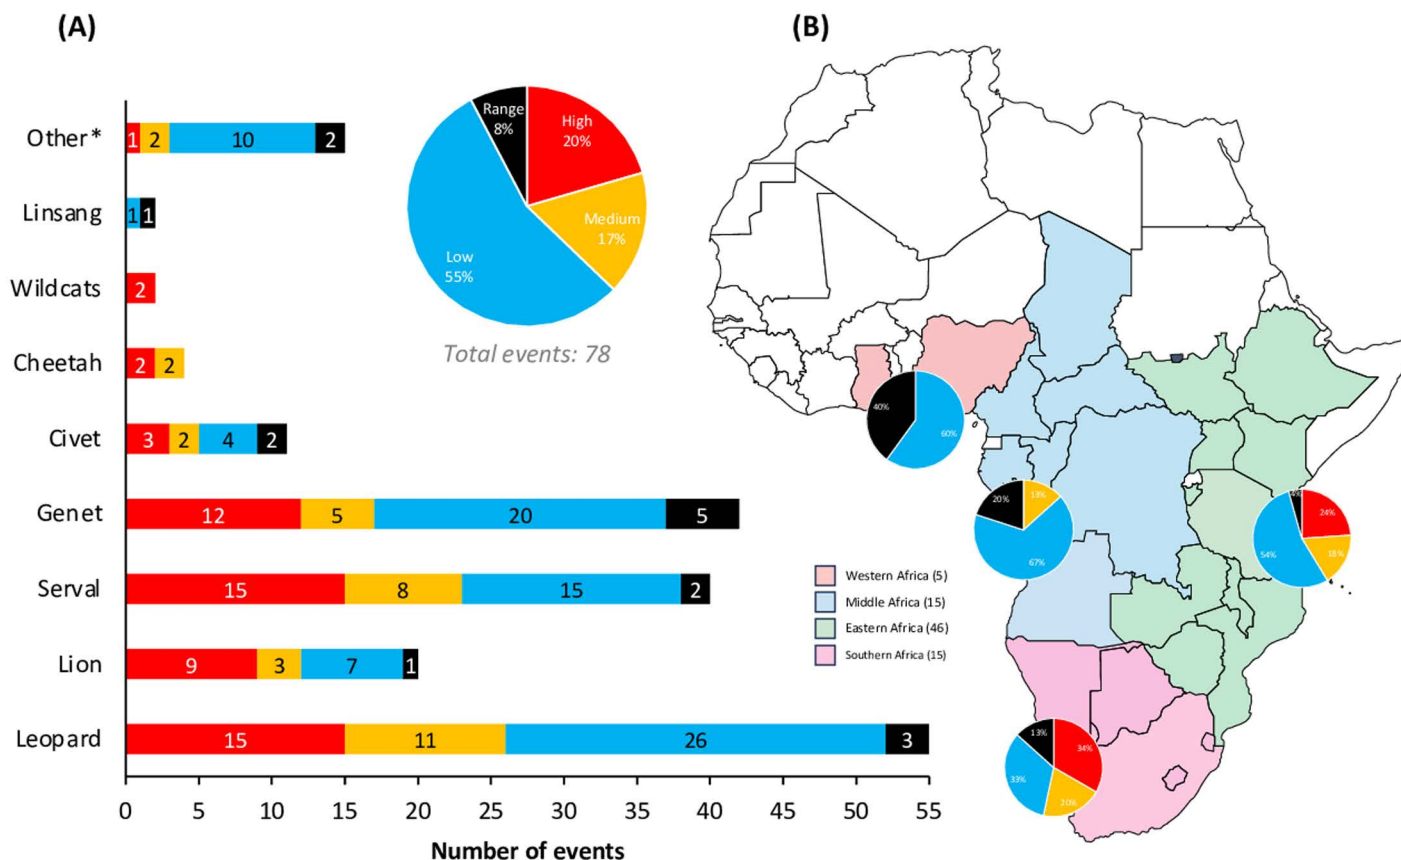 (A)
Other*
1 2 10 2
Linsang
1 1
Wildcats
2
Cheetah
2 2
Civet
3 2 4 2
Genet
12 5 20 5
Serval
15 8 15 2
Lion
9 3 7 1
Leopard
15 11 26 3
0 5 10 15 20 25 30 35 40 45 50 55
Number of events
Range
8%
High
20%
Medium
17%
Low
55%
Total events: 78
(B)
40%
60%
20%
13%
67%
4%
24%
18%
54%
Western Africa (5)
Middle Africa (15)
Eastern Africa (46)
Southern Africa (15)
13%
34%
33%
20%